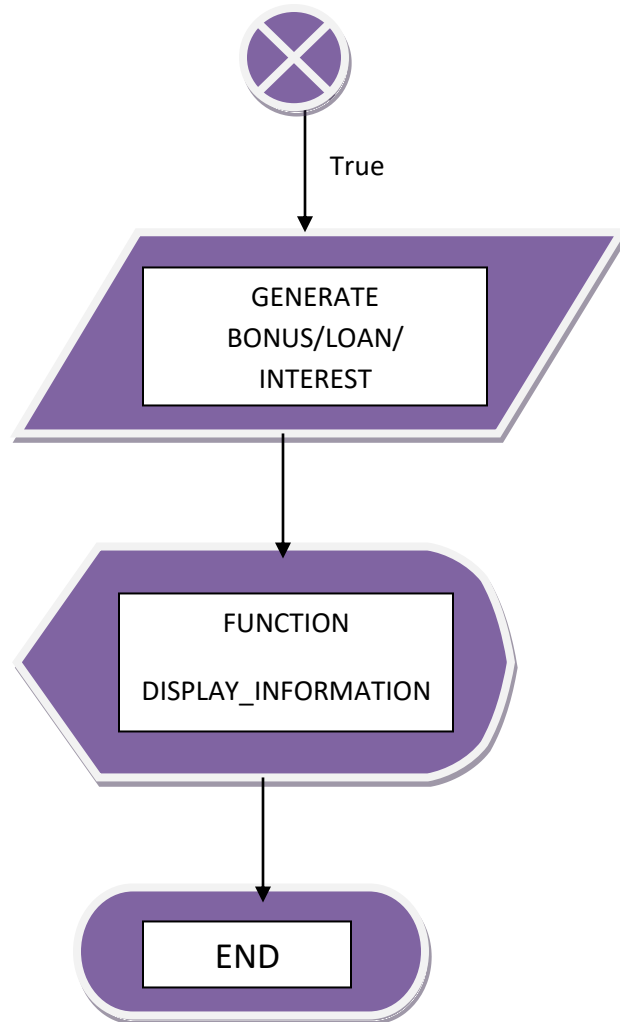 True
GENERATE
BONUS/LOAN/
INTEREST
FUNCTION
DISPLAY_INFORMATION
END